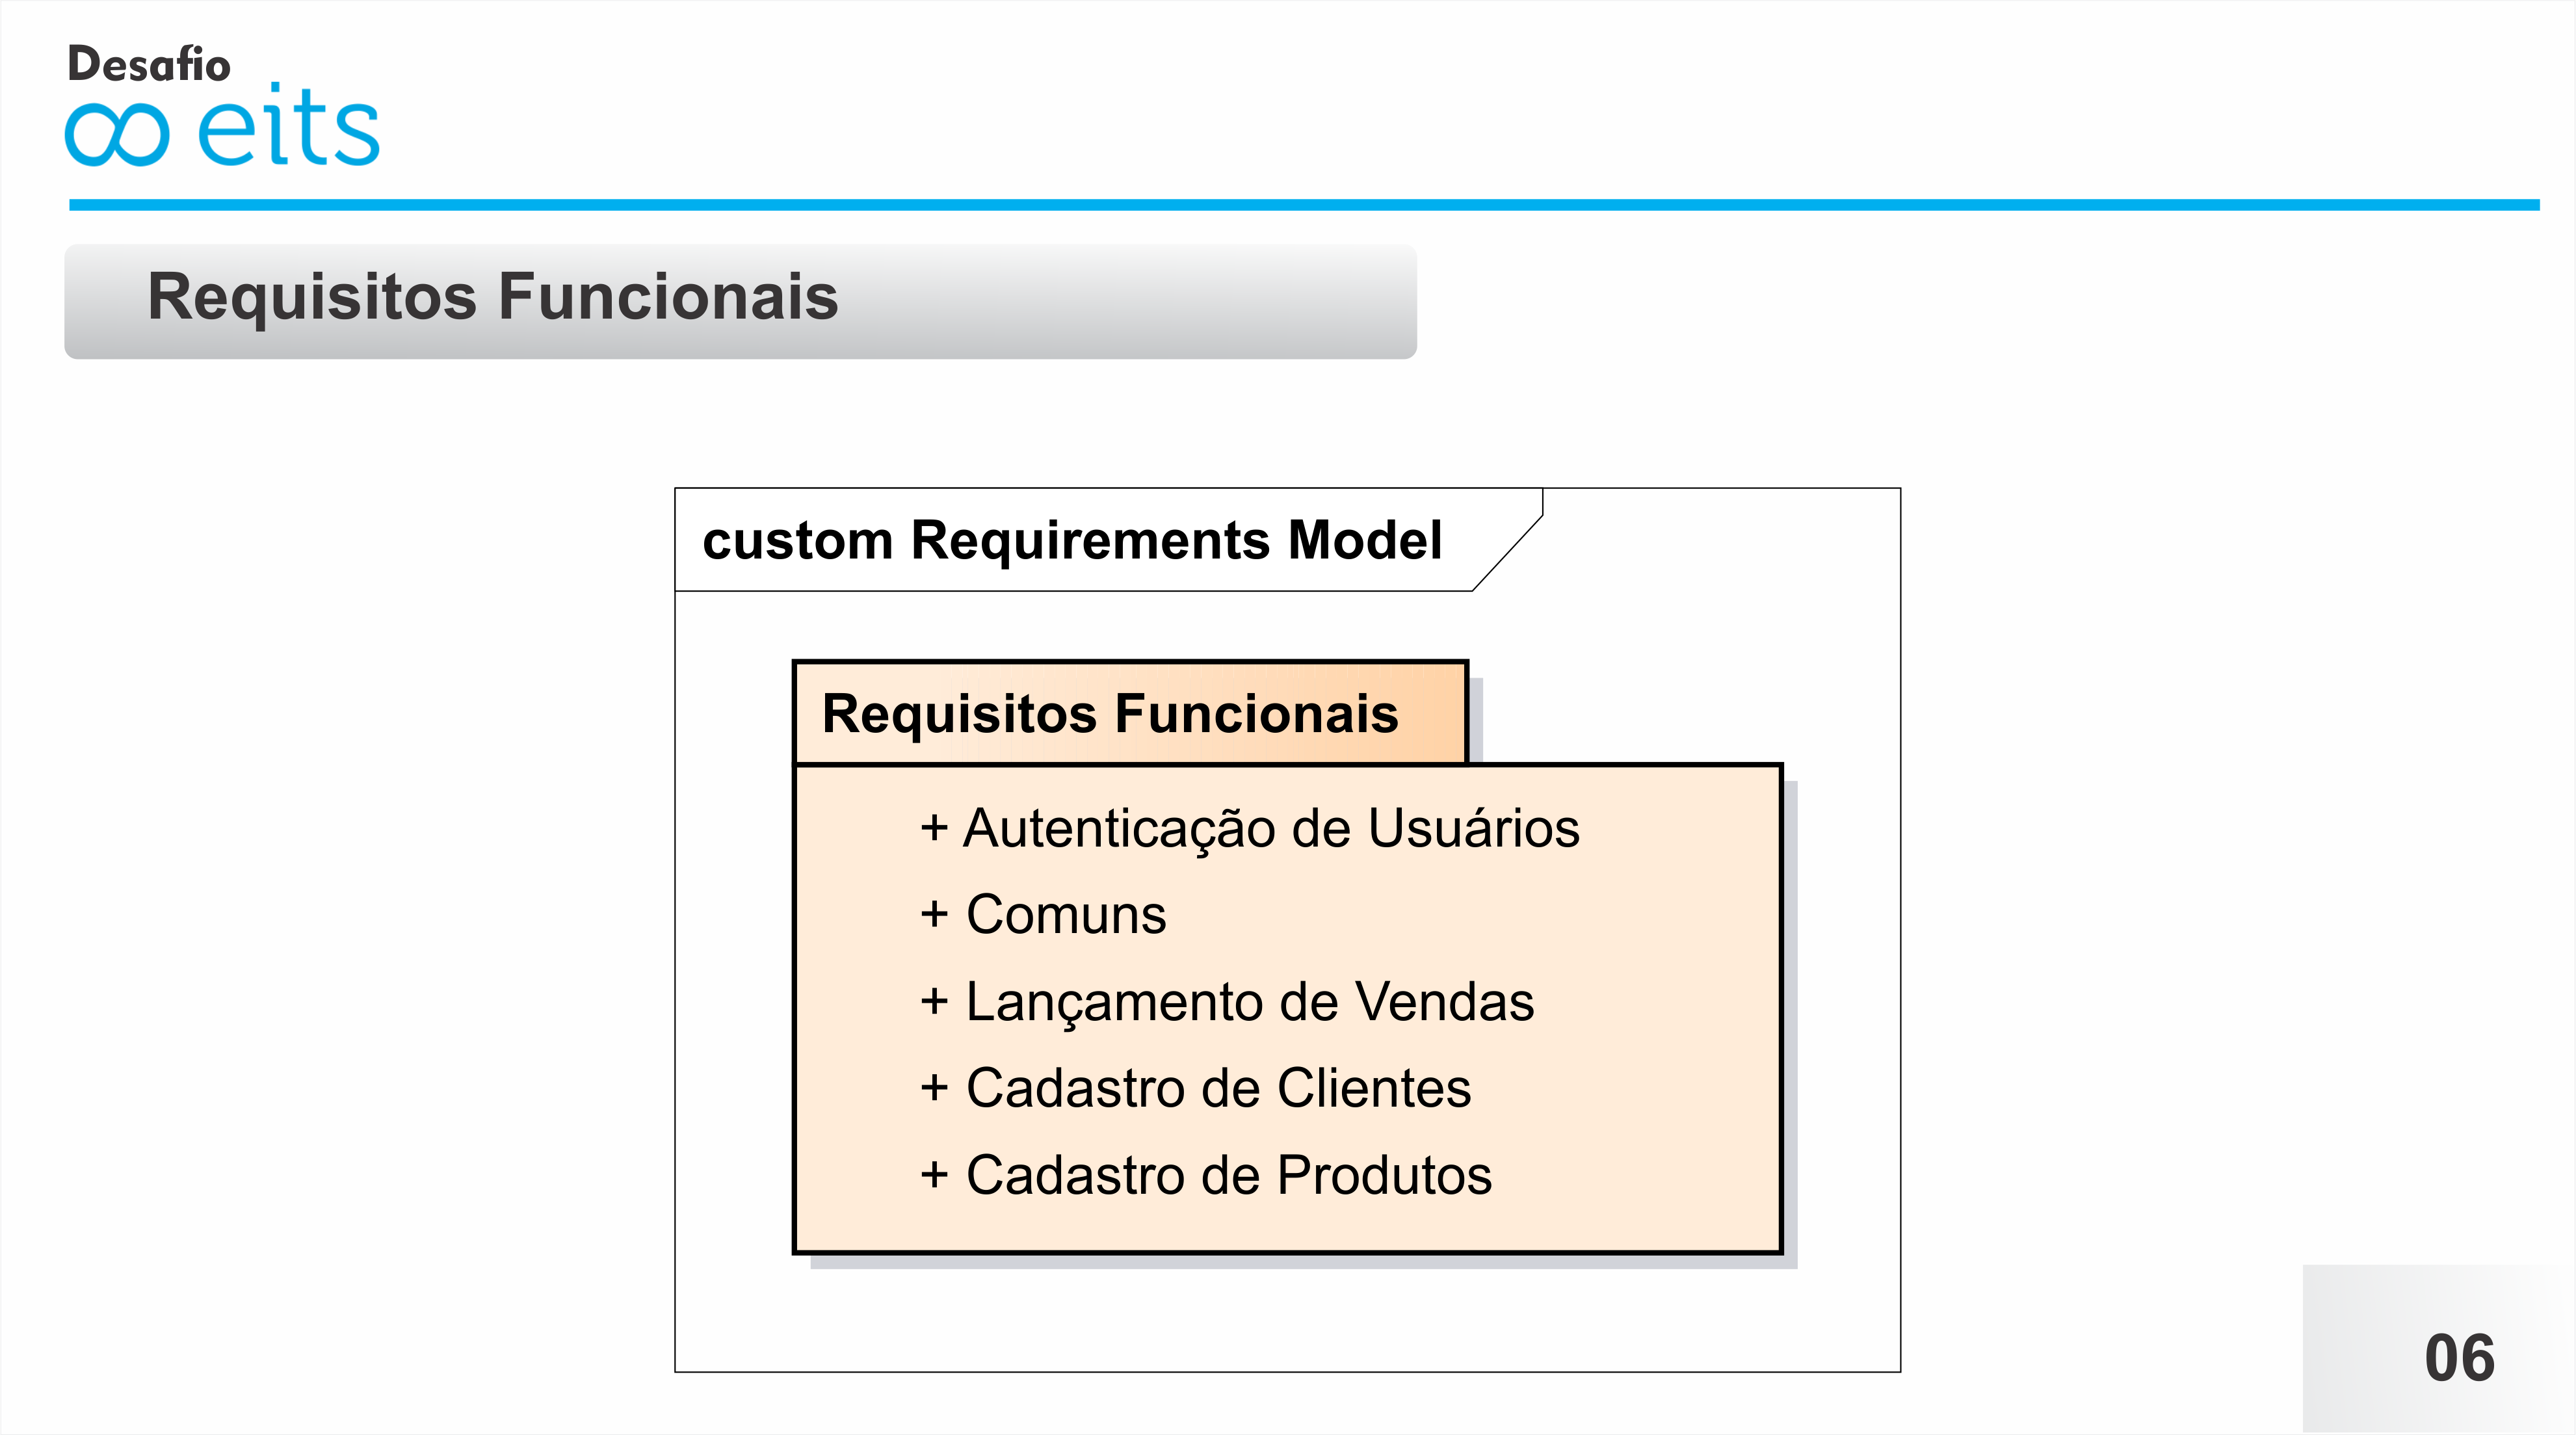 Desafio
eits
Requisitos Funcionais
custom Requirements Model
Requisitos Funcionais
+ Autenticação de Usuários
+ Comuns
+ Lançamento de Vendas
+ Cadastro de Clientes
+ Cadastro de Produtos
06